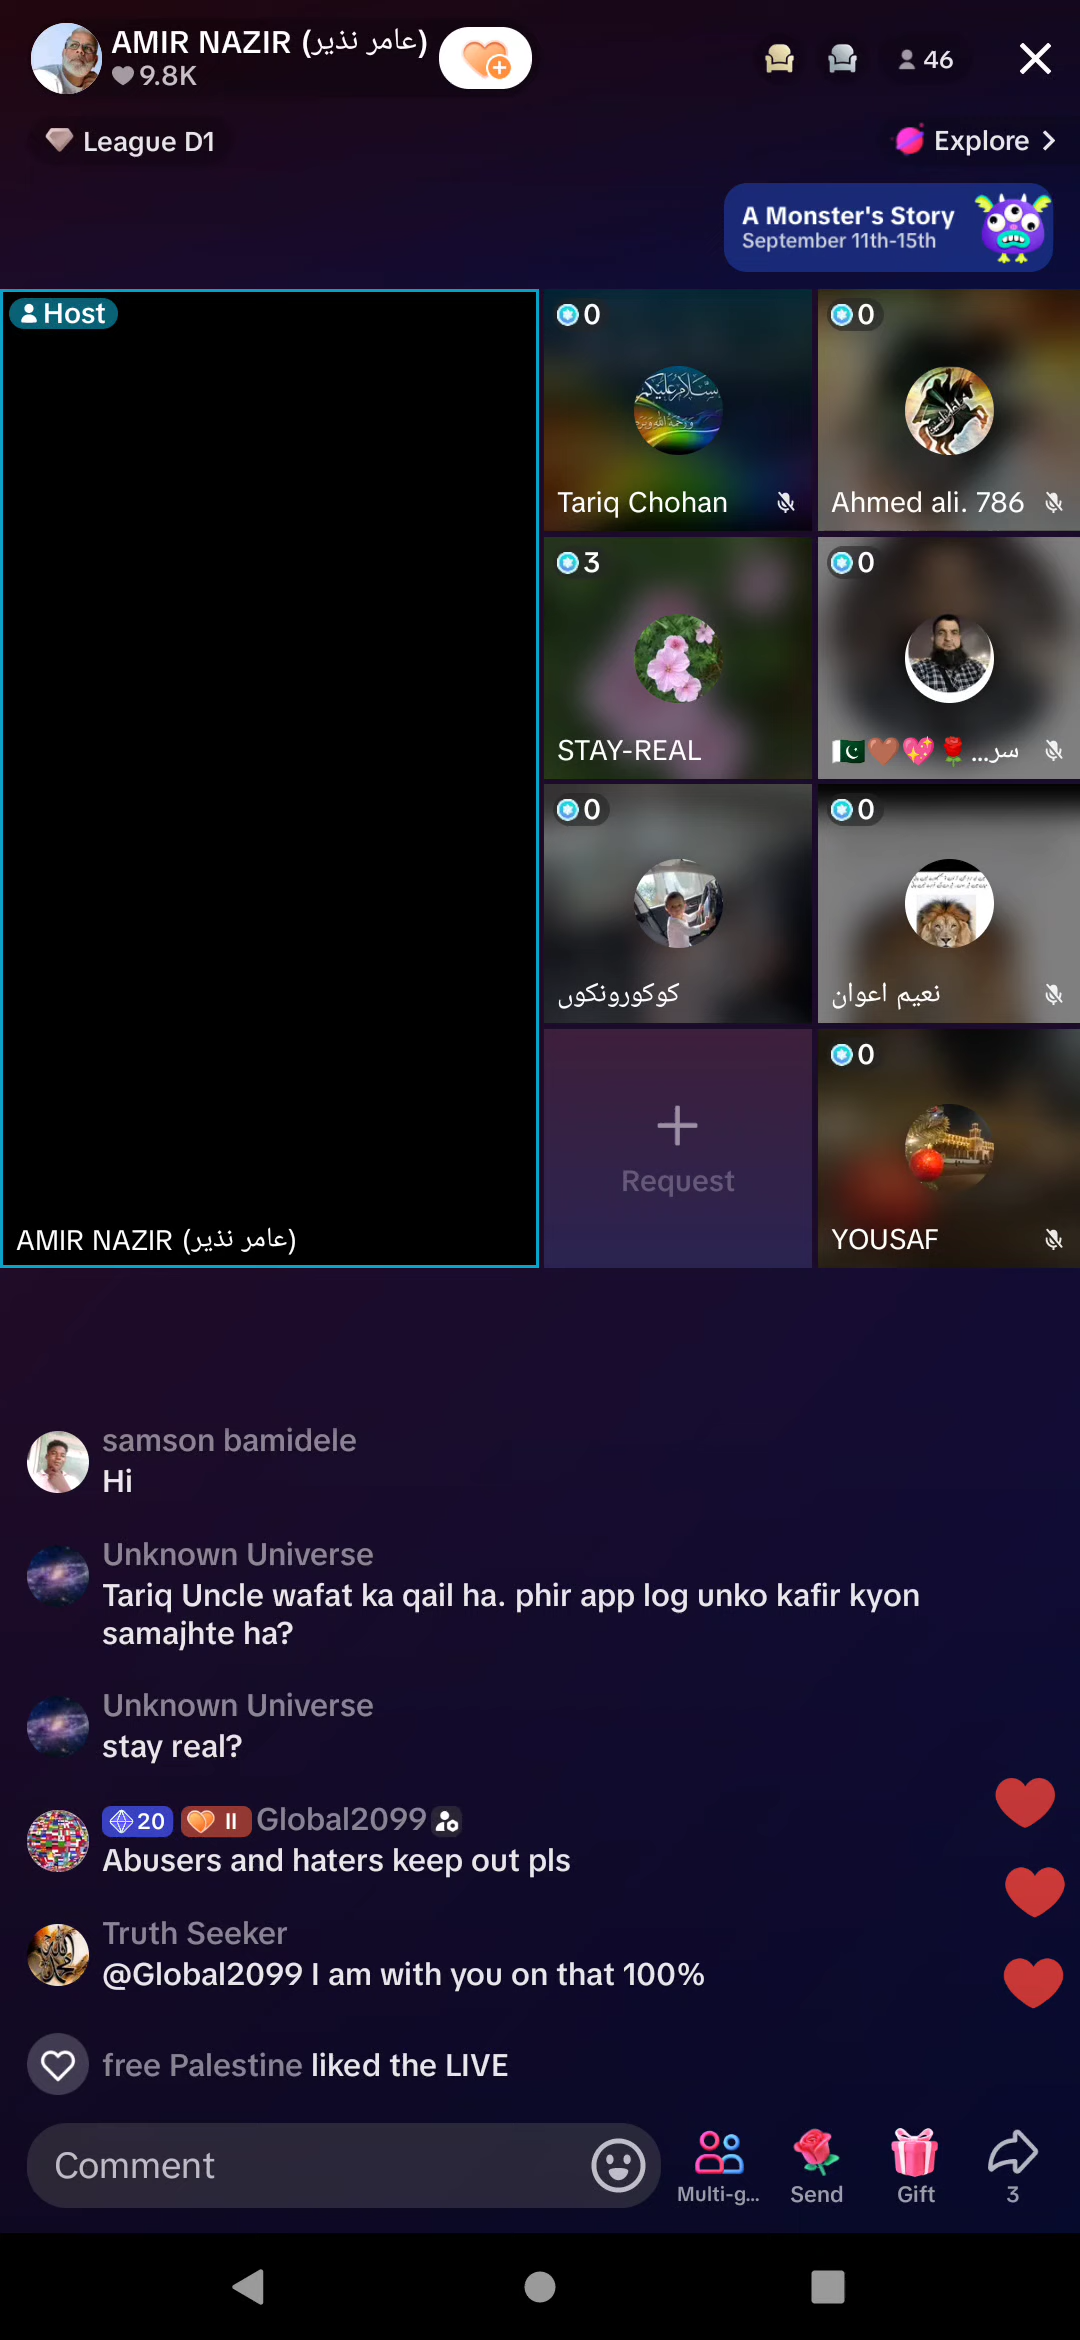 AMIR NAZIR (عامر نذیر)
9.8K
46
League D1
Explore
A Monster's Story
September 11th-15th
Host
0
0
Tariq Chohan
Ahmed ali. 786
3
0
STAY-REAL
سر...
0
0
کوکورونکوں
نعیم اعوان
Request
0
YOUSAF
AMIR NAZIR (عامر نذیر)
samson bamidele
Hi
Unknown Universe
Tariq Uncle wafat ka qail ha. phir app log unko kafir kyon
samajhte ha?
Unknown Universe
stay real?
20 II Global2099
Abusers and haters keep out pls
Truth Seeker
@Global2099 I am with you on that 100%
free Palestine liked the LIVE
Comment
Multi-g...
Send
Gift
3